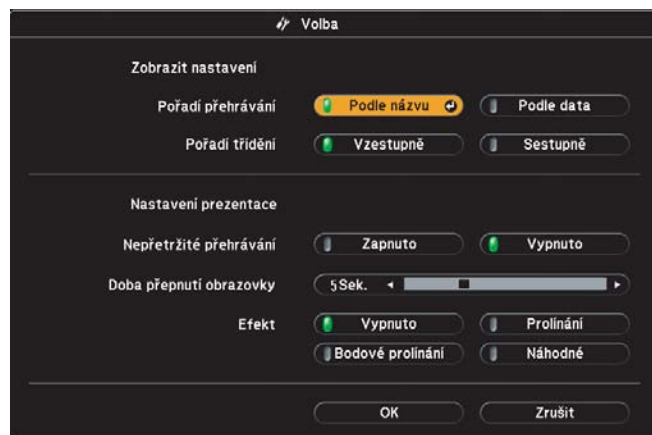 Volba
Zobrazit nastavení
Pořadí přehrávání Podle názvu Podle data
Pořadí třídění Vzestupně Sestupně
Nastavení prezentace
Nepřetržité přehrávání Zapnuto Vypnuto
Doba přepnutí obrazovky 5Sek.
Efekt Vypnuto Prolínání
Bodové prolínání Náhodné
OK Zrušit